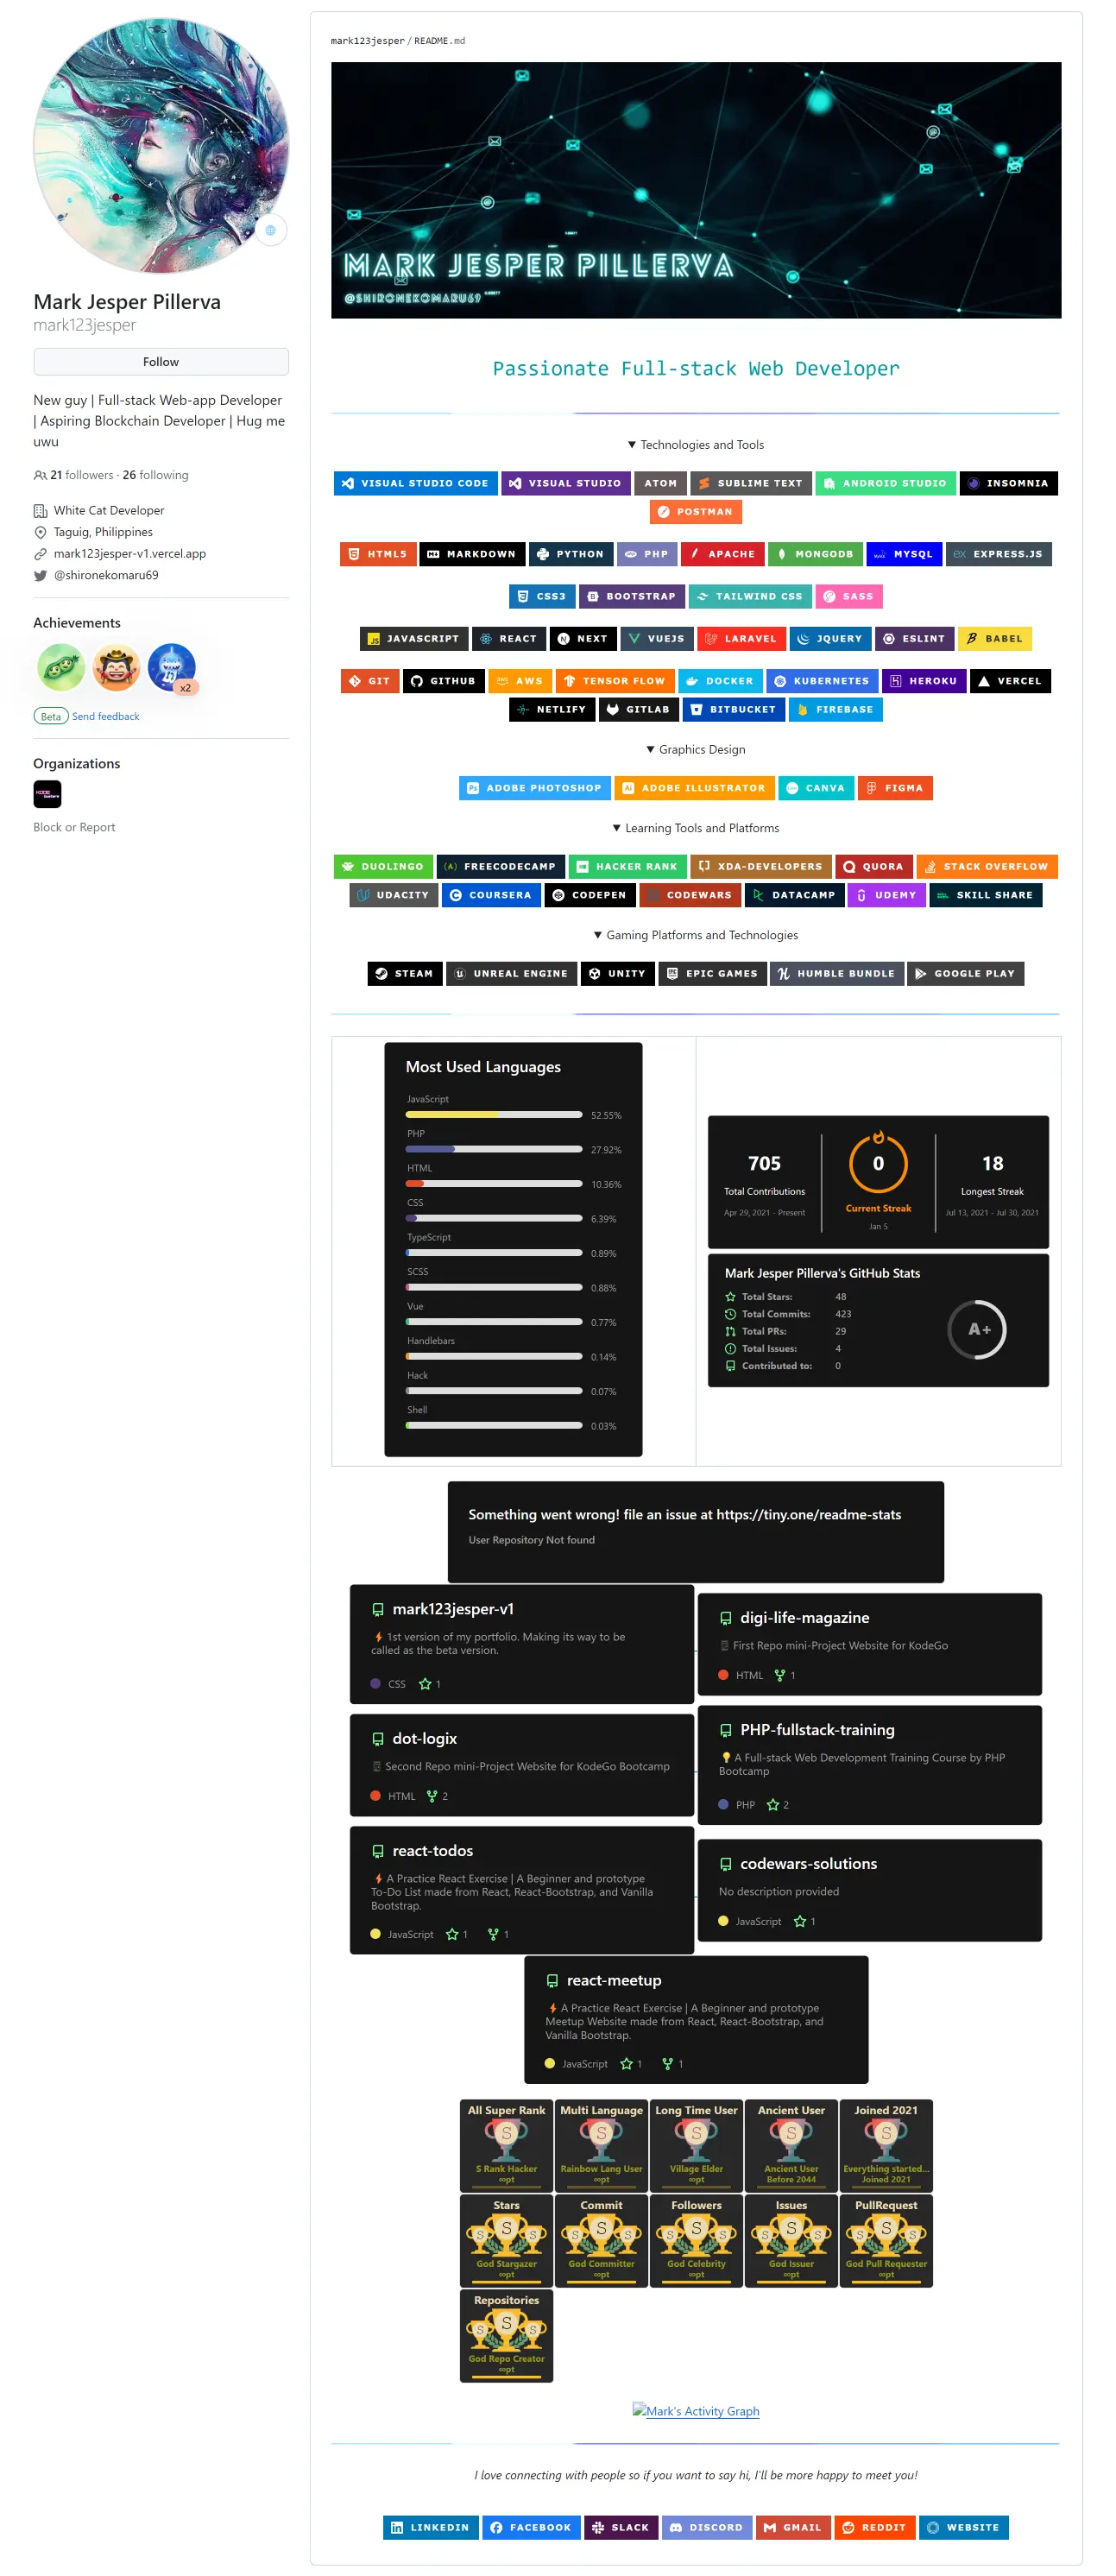 Mark Jesper Pillerva
mark123jesper
Follow
New guy | Full-stack Web-app Developer
| Aspiring Blockchain Developer | Hug me
uwu
21 followers · 26 following
White Cat Developer
Taguig, Philippines
mark123jesper-v1.vercel.app
@shironekomaru69
Achievements
x2
Beta Send feedback
Organizations
Block or Report
mark123jesper / README.md
MARK JESPER PILLERVA
@SHIRONEKOMARU69
Passionate Full-stack Web Developer
▼ Technologies and Tools
VISUAL STUDIO CODE VISUAL STUDIO ATOM SUBLIME TEXT ANDROID STUDIO INSOMNIA
POSTMAN
HTML5 MARKDOWN PYTHON PHP APACHE MONGODB MYSQL EX EXPRESS.JS
CSS3 BOOTSTRAP TAILWIND CSS SASS
JS JAVASCRIPT REACT NEXT VUEJS LARAVEL JQUERY ESLINT BABEL
GIT GITHUB AWS TENSOR FLOW DOCKER KUBERNETES HEROKU VERCEL
NETLIFY GITLAB BITBUCKET FIREBASE
▼ Graphics Design
Ps ADOBE PHOTOSHOP Ai ADOBE ILLUSTRATOR CANVA FIGMA
▼ Learning Tools and Platforms
DUOLINGO FREECODECAMP HACKER RANK XDA-DEVELOPERS QUORA STACK OVERFLOW
UDACITY COURSERA CODEPEN CODEWARS DATACAMP UDEMY SKILL SHARE
▼ Gaming Platforms and Technologies
STEAM UNREAL ENGINE UNITY EPIC GAMES HUMBLE BUNDLE GOOGLE PLAY
Most Used Languages
JavaScript
52.55%
PHP
27.92%
HTML
10.36%
CSS
6.39%
TypeScript
0.89%
SCSS
0.88%
Vue
0.77%
Handlebars
0.14%
Hack
0.07%
Shell
0.03%
705
Total Contributions
Apr 29, 2021 - Present
0
Current Streak
Jan 5
18
Longest Streak
Jul 13, 2021 - Jul 30, 2021
Mark Jesper Pillerva's GitHub Stats
Total Stars: 48
Total Commits: 423
Total PRs: 29
Total Issues: 4
Contributed to: 0
A+
Something went wrong! file an issue at https://tiny.one/readme-stats
User Repository Not found
mark123jesper-v1
1st version of my portfolio. Making its way to be
called as the beta version.
CSS 1
digi-life-magazine
First Repo mini-Project Website for KodeGo
HTML 1
dot-logix
Second Repo mini-Project Website for KodeGo Bootcamp
HTML 2
PHP-fullstack-training
A Full-stack Web Development Training Course by PHP
Bootcamp
PHP 2
react-todos
A Practice React Exercise | A Beginner and prototype
To-Do List made from React, React-Bootstrap, and Vanilla
Bootstrap.
JavaScript 1 1
codewars-solutions
No description provided
JavaScript 1
react-meetup
A Practice React Exercise | A Beginner and prototype
Meetup Website made from React, React-Bootstrap, and
Vanilla Bootstrap.
JavaScript 1 1
All Super Rank
S
S Rank Hacker
∞pt
Multi Language
S
Rainbow Lang User
∞pt
Long Time User
S
Village Elder
∞pt
Ancient User
S
Ancient User
Before 2044
Joined 2021
S
Everything started...
Joined 2021
Stars
S S S
God Stargazer
∞pt
Commit
S S S
God Committer
∞pt
Followers
S S S
God Celebrity
∞pt
Issues
S S S
God Issuer
∞pt
PullRequest
S S S
God Pull Requester
∞pt
Repositories
S S S
God Repo Creator
∞pt
Mark's Activity Graph
I love connecting with people so if you want to say hi, I'll be more happy to meet you!
LINKEDIN FACEBOOK SLACK DISCORD GMAIL REDDIT WEBSITE